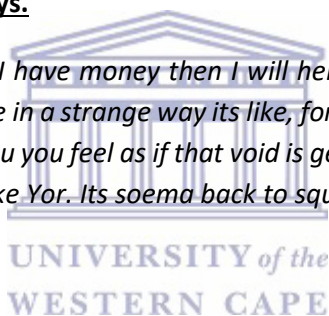 ys.
I have money then I will hel
e in a strange way its like, for
u you feel as if that void is go
ke Yor. Its soema back to squ
UNIVERSITY of the
WESTERN CAPE